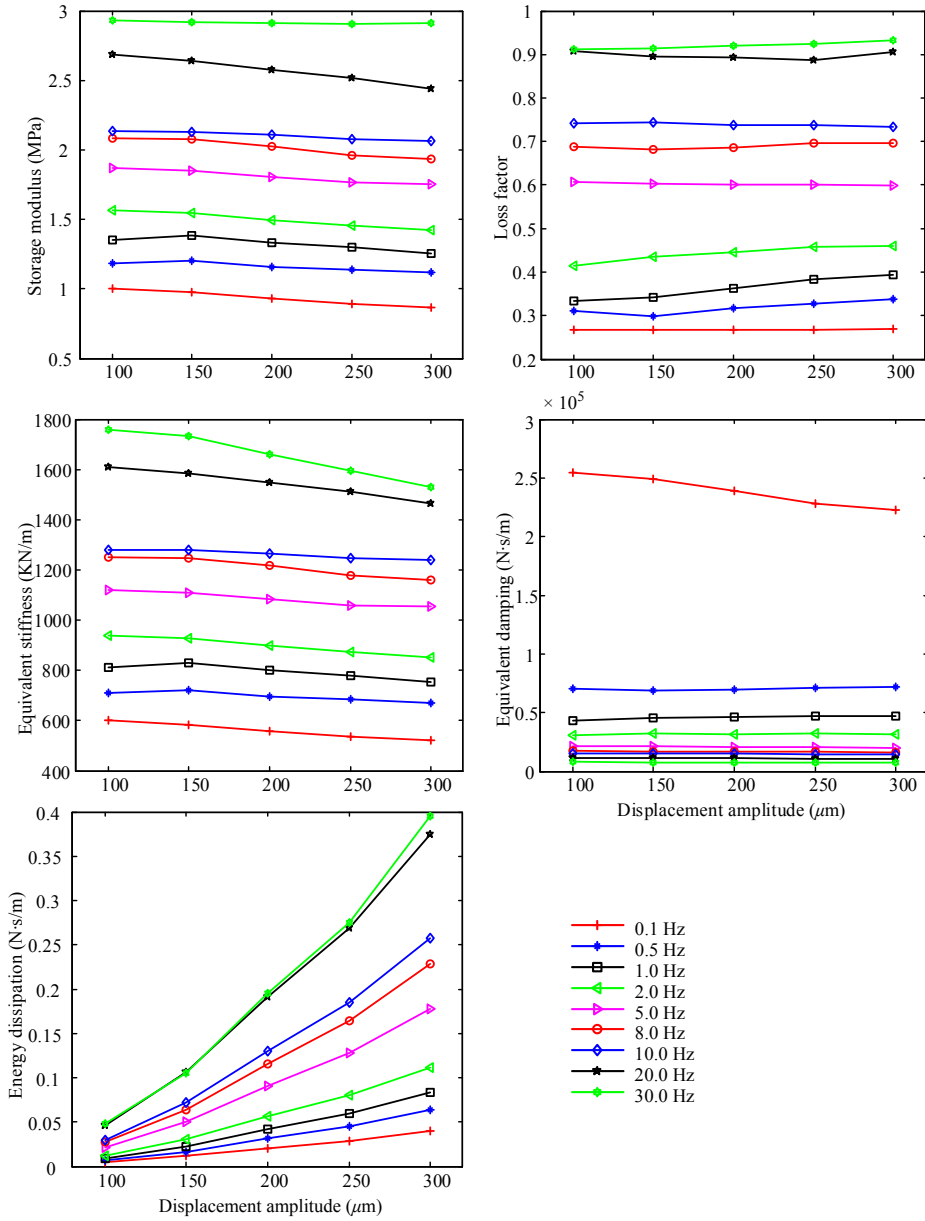 3
2.5
2
1.5
1
0.5
Storage modulus (MPa)
100 150 200 250 300
1
0.9
0.8
0.7
0.6
0.5
0.4
0.3
0.2
Loss factor
100 150 200 250 300
1800
1600
1400
1200
1000
800
600
400
Equivalent stiffness (KN/m)
100 150 200 250 300
× 10^5
3
2.5
2
1.5
1
0.5
0
Equivalent damping (N·s/m)
100 150 200 250 300
Displacement amplitude (μm)
0.4
0.35
0.3
0.25
0.2
0.15
0.1
0.05
0
Energy dissipation (N·s/m)
100 150 200 250 300
Displacement amplitude (μm)
0.1 Hz
0.5 Hz
1.0 Hz
2.0 Hz
5.0 Hz
8.0 Hz
10.0 Hz
20.0 Hz
30.0 Hz